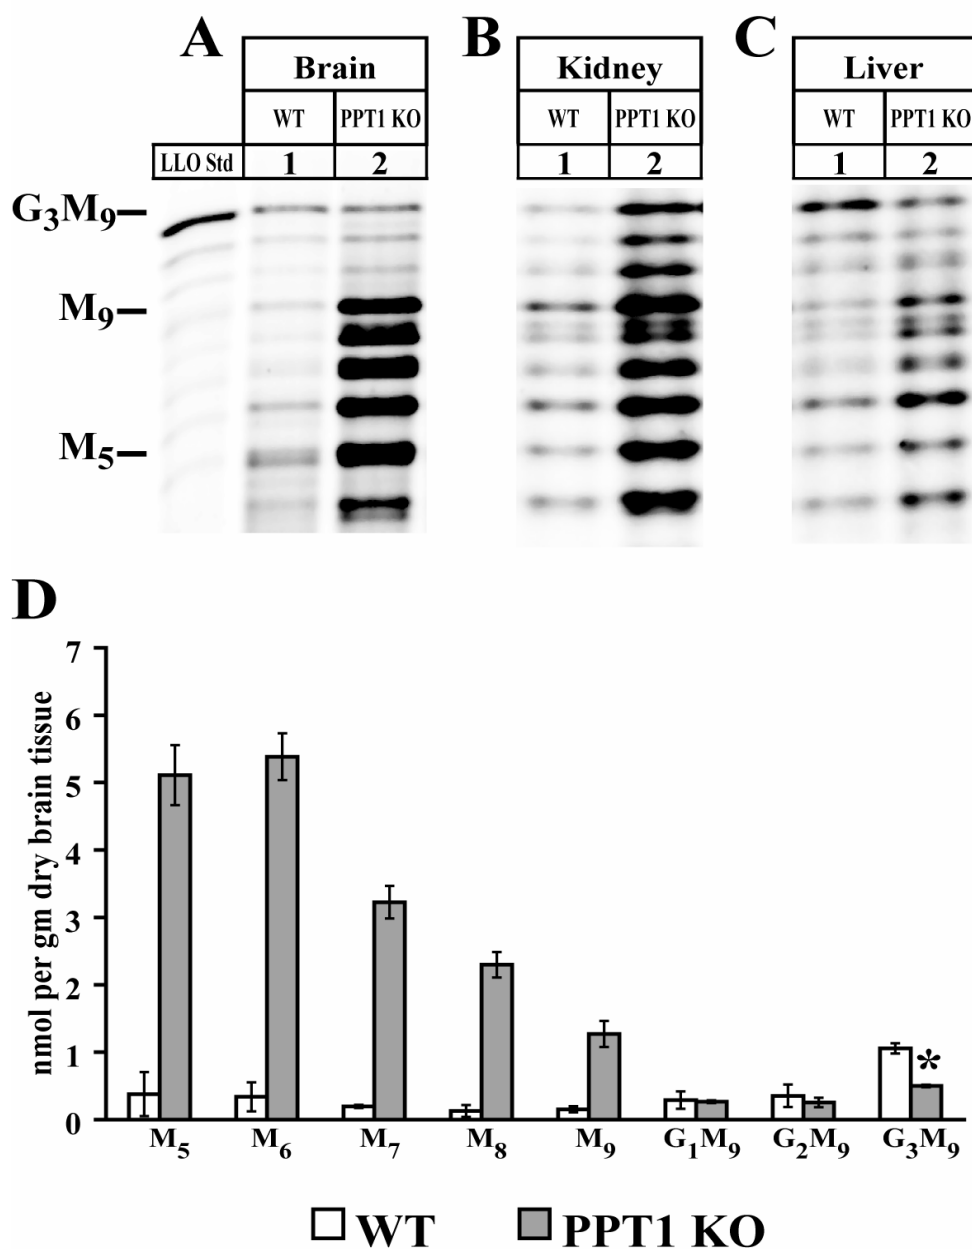 A B C
Brain Kidney Liver
WT PPT1 KO WT PPT1 KO WT PPT1 KO
LLO Std 1 2 1 2 1 2
G₃M₉
M₉
M₅
D
7
6
5
4
3
2
1
0
nmol per gm dry brain tissue
*
M₅ M₆ M₇ M₈ M₉ G₁M₉ G₂M₉ G₃M₉
WT PPT1 KO